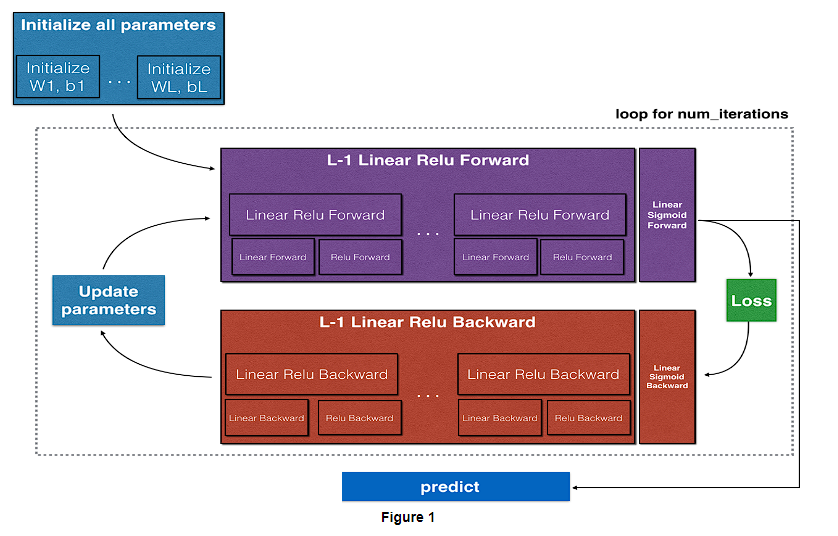 Initialize all parameters
Initialize
W1, b1
. . .
Initialize
WL, bL
loop for num_iterations
L-1 Linear Relu Forward
Linear Relu Forward
. . .
Linear Relu Forward
Linear Forward
Relu Forward
Linear Forward
Relu Forward
Linear
Sigmoid
Forward
Update
parameters
Loss
L-1 Linear Relu Backward
Linear Relu Backward
. . .
Linear Relu Backward
Linear Backward
Relu Backward
Linear Backward
Relu Backward
Linear
Sigmoid
Backward
predict
Figure 1